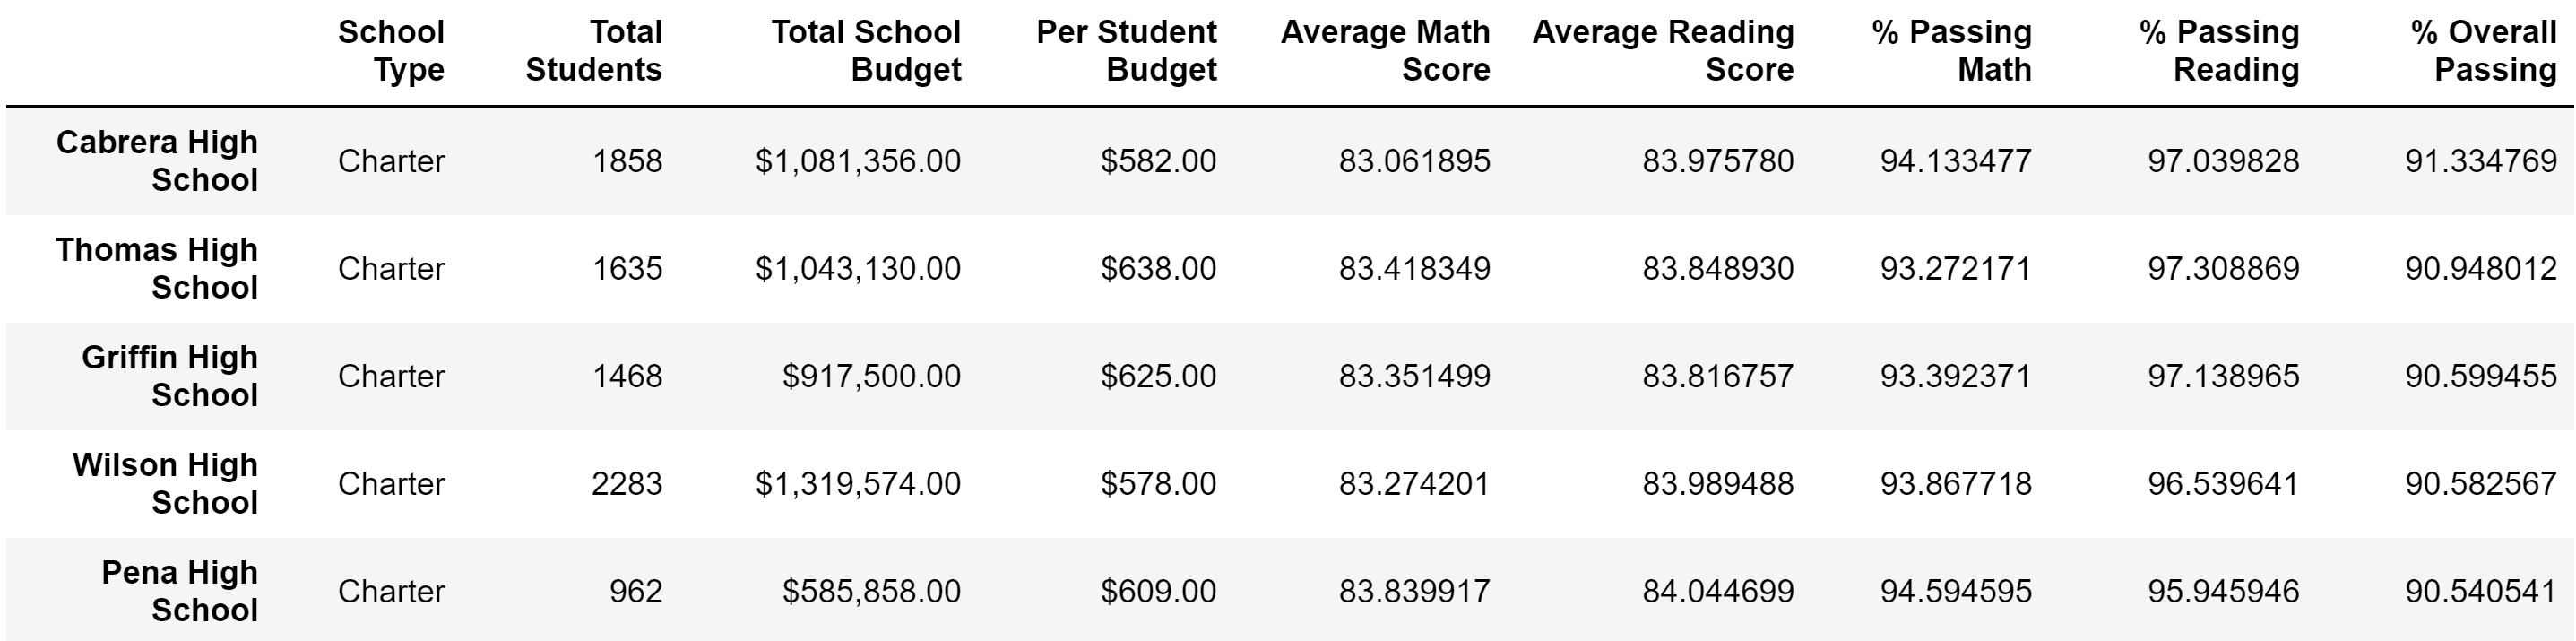 School Type Total Students Total School Budget Per Student Budget Average Math Score Average Reading Score % Passing Math % Passing Reading % Overall Passing
Cabrera High School Charter 1858 $1,081,356.00 $582.00 83.061895 83.975780 94.133477 97.039828 91.334769
Thomas High School Charter 1635 $1,043,130.00 $638.00 83.418349 83.848930 93.272171 97.308869 90.948012
Griffin High School Charter 1468 $917,500.00 $625.00 83.351499 83.816757 93.392371 97.138965 90.599455
Wilson High School Charter 2283 $1,319,574.00 $578.00 83.274201 83.989488 93.867718 96.539641 90.582567
Pena High School Charter 962 $585,858.00 $609.00 83.839917 84.044699 94.594595 95.945946 90.540541